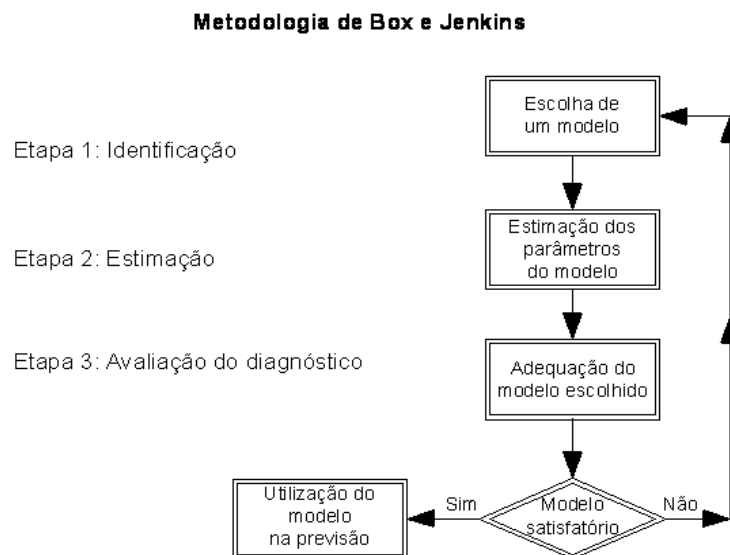 Metodologia de Box e Jenkins
Escolha de
um modelo
Etapa 1: Identificação
Estimação dos
parâmetros
do modelo
Etapa 2: Estimação
Etapa 3: Avaliação do diagnóstico
Adequação do
modelo escolhido
Utilização do
modelo
na previsão
Sim
Modelo
satisfatório
Não